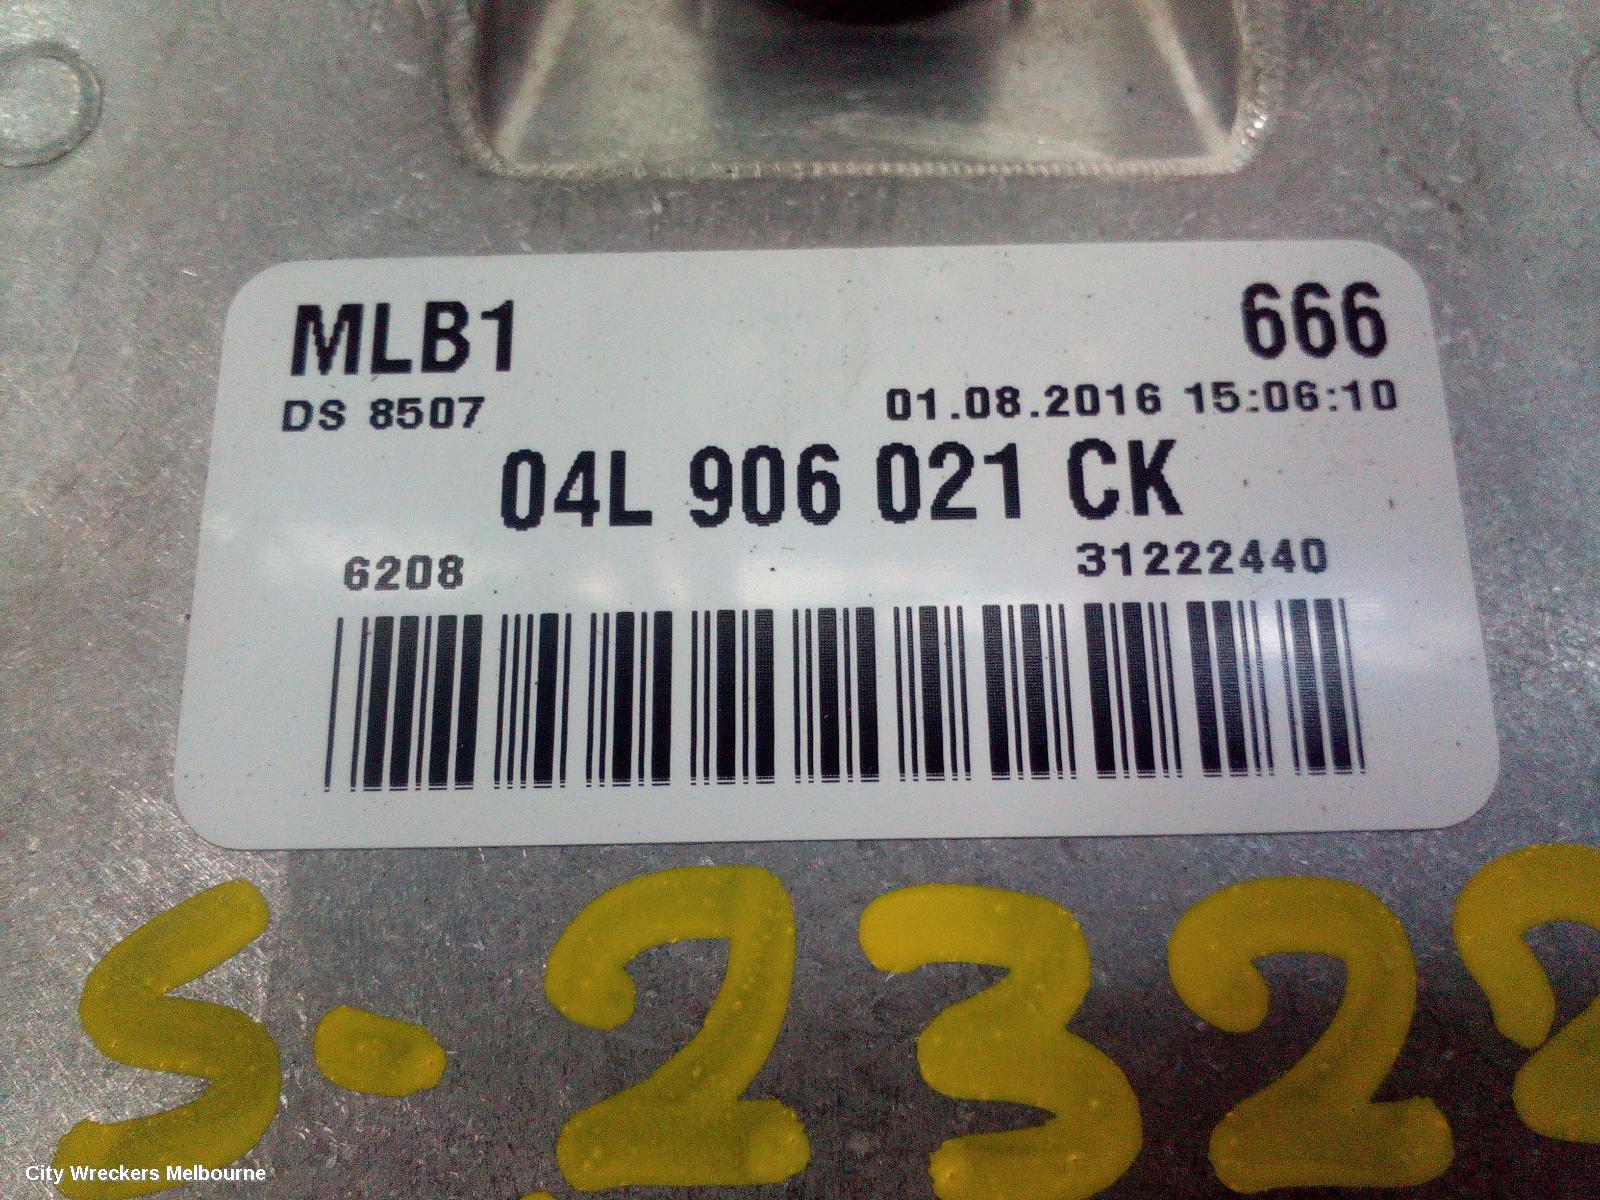 MLB1 666
DS 8507 01.08.2016 15:06:10
04L 906 021 CK
6208 31222440
S-2322
City Wreckers Melbourne